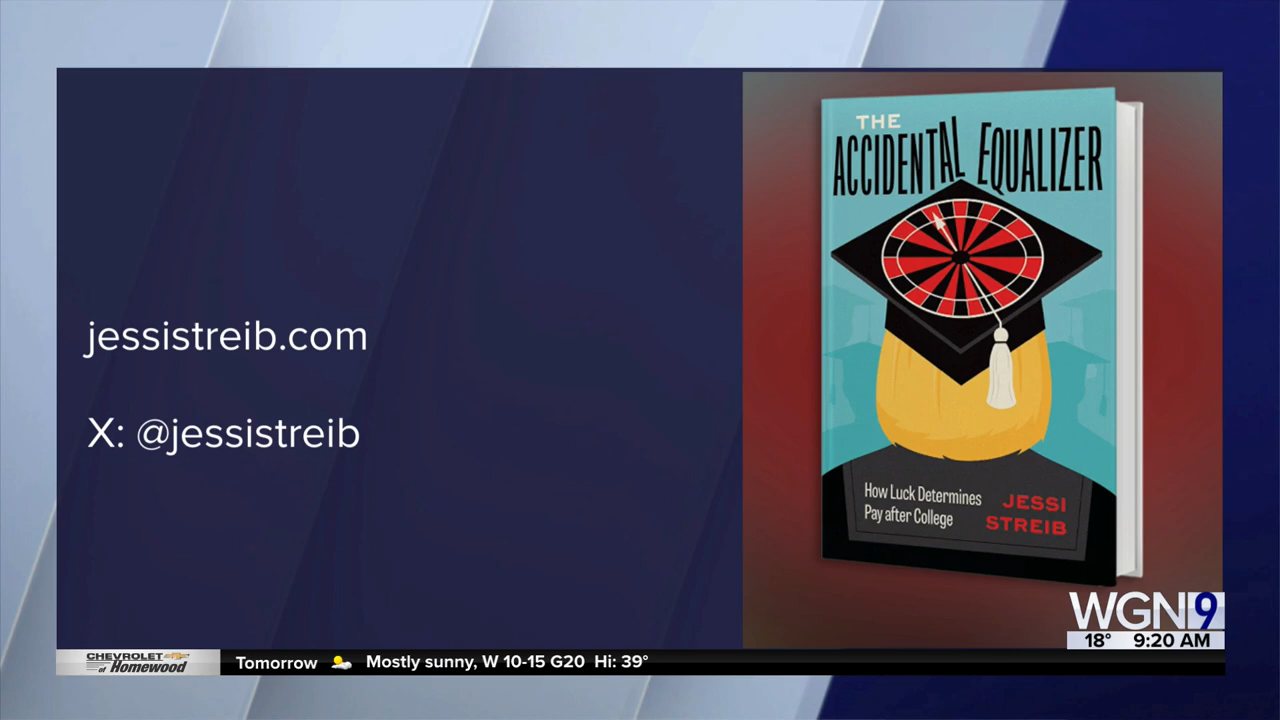 jessistreib.com
X: @jessistreib
THE
ACCIDENTAL EQUALIZER
How Luck Determines
Pay after College
JESSI
STREIB
WGN9
18° 9:20 AM
CHEVROLET
of Homewood
Tomorrow Mostly sunny, W 10-15 G20 Hi: 39°